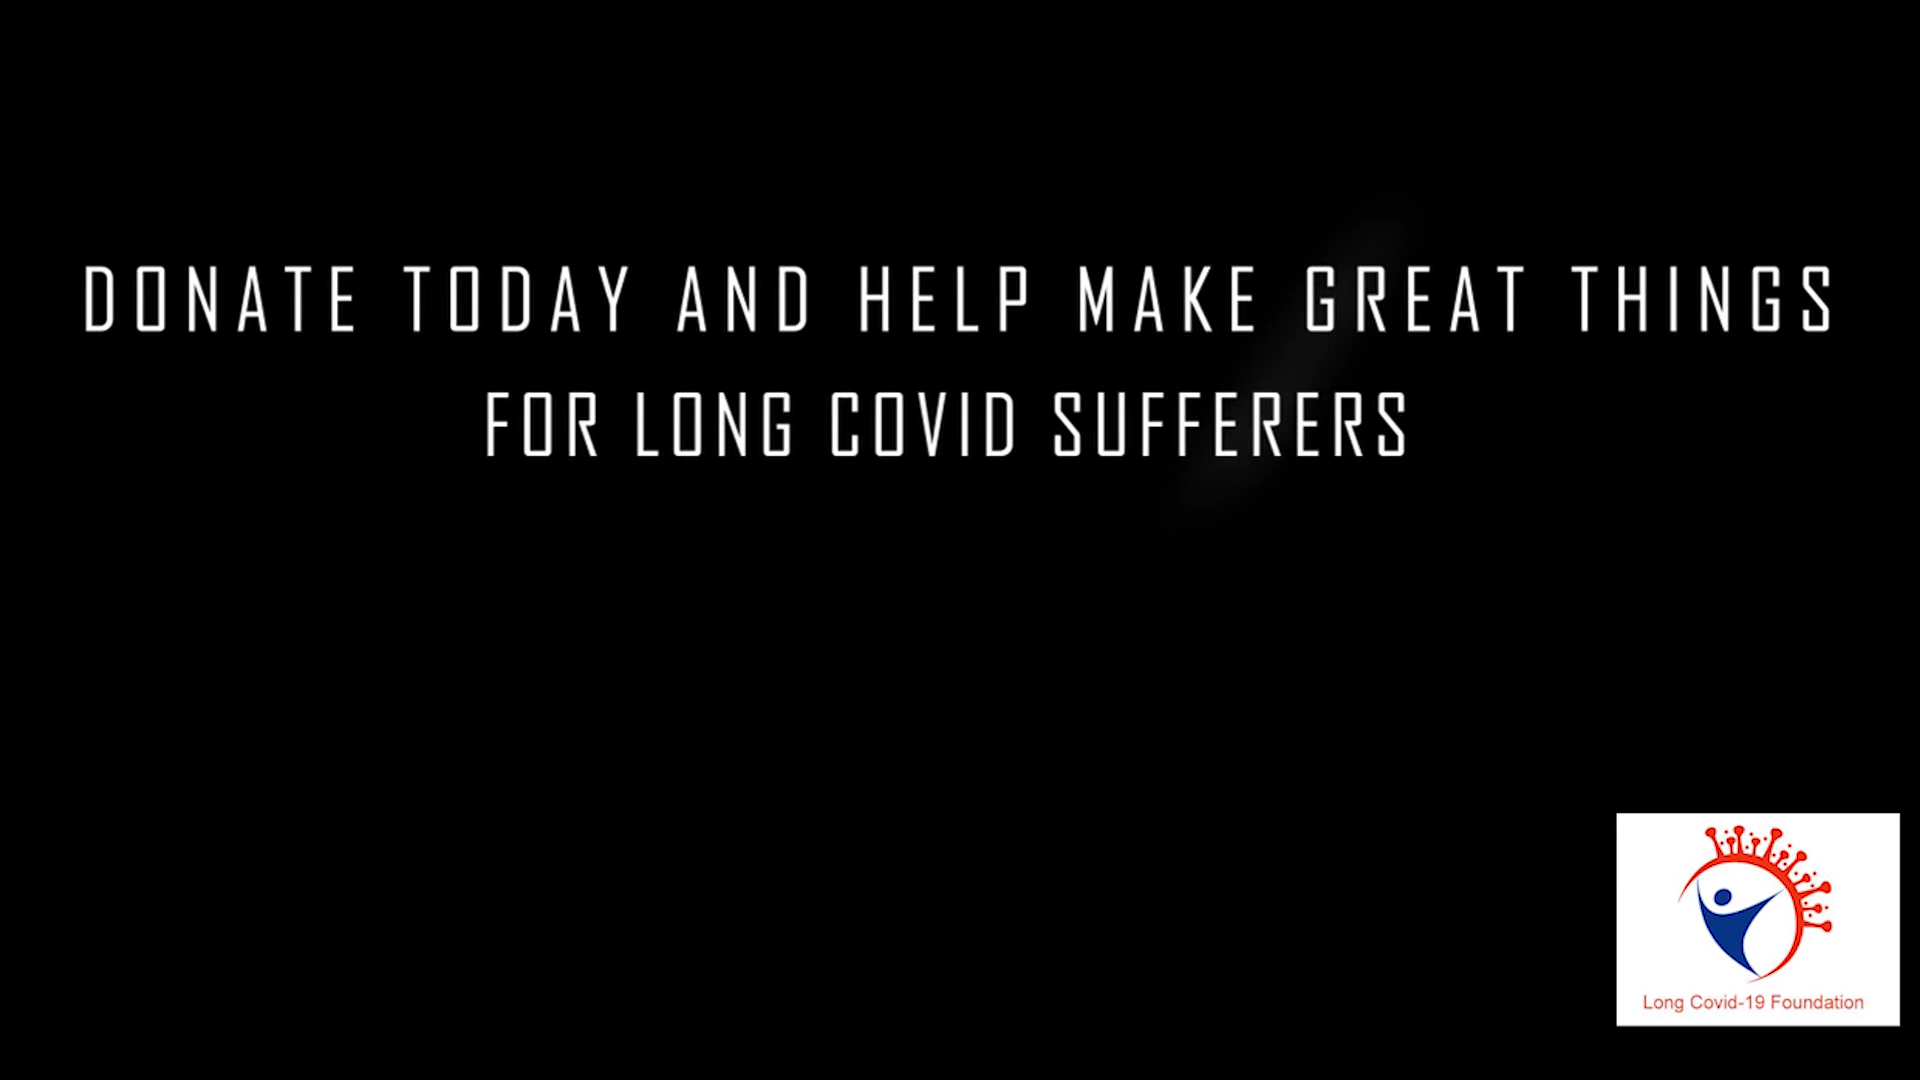 DONATE TODAY AND HELP MAKE GREAT THINGS
FOR LONG COVID SUFFERERS
Long Covid-19 Foundation